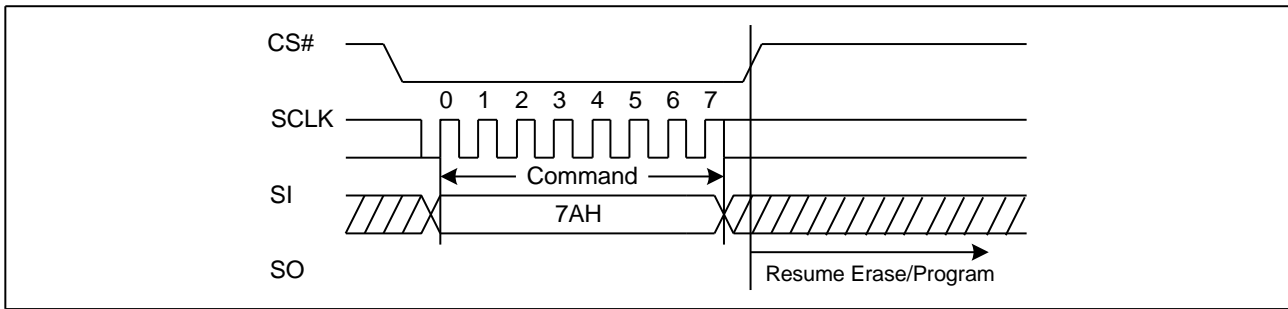 CS#
0 1 2 3 4 5 6 7
SCLK
Command
SI
7AH
SO
Resume Erase/Program